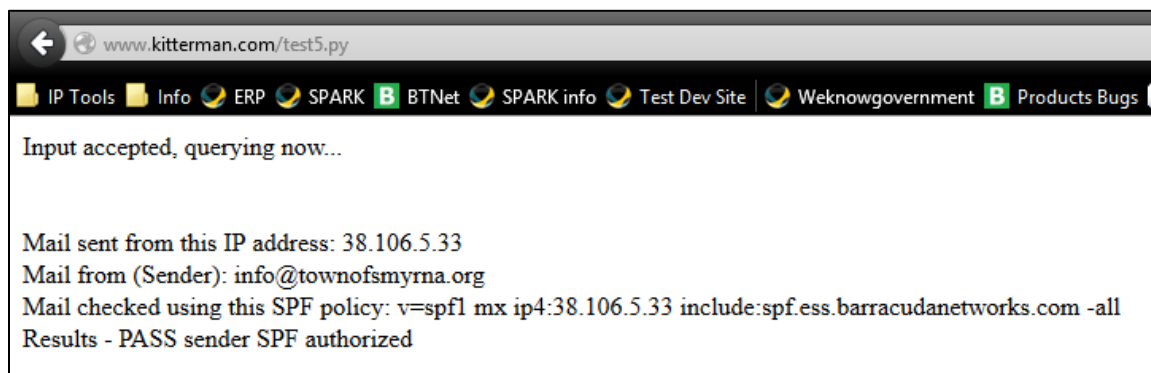 www.kitterman.com/test5.py
IP Tools Info ERP SPARK B BTNet SPARK info Test Dev Site Weknowgovernment B Products Bugs
Input accepted, querying now...
Mail sent from this IP address: 38.106.5.33
Mail from (Sender): info@townofsmyrna.org
Mail checked using this SPF policy: v=spf1 mx ip4:38.106.5.33 include:spf.ess.barracudanetworks.com -all
Results - PASS sender SPF authorized